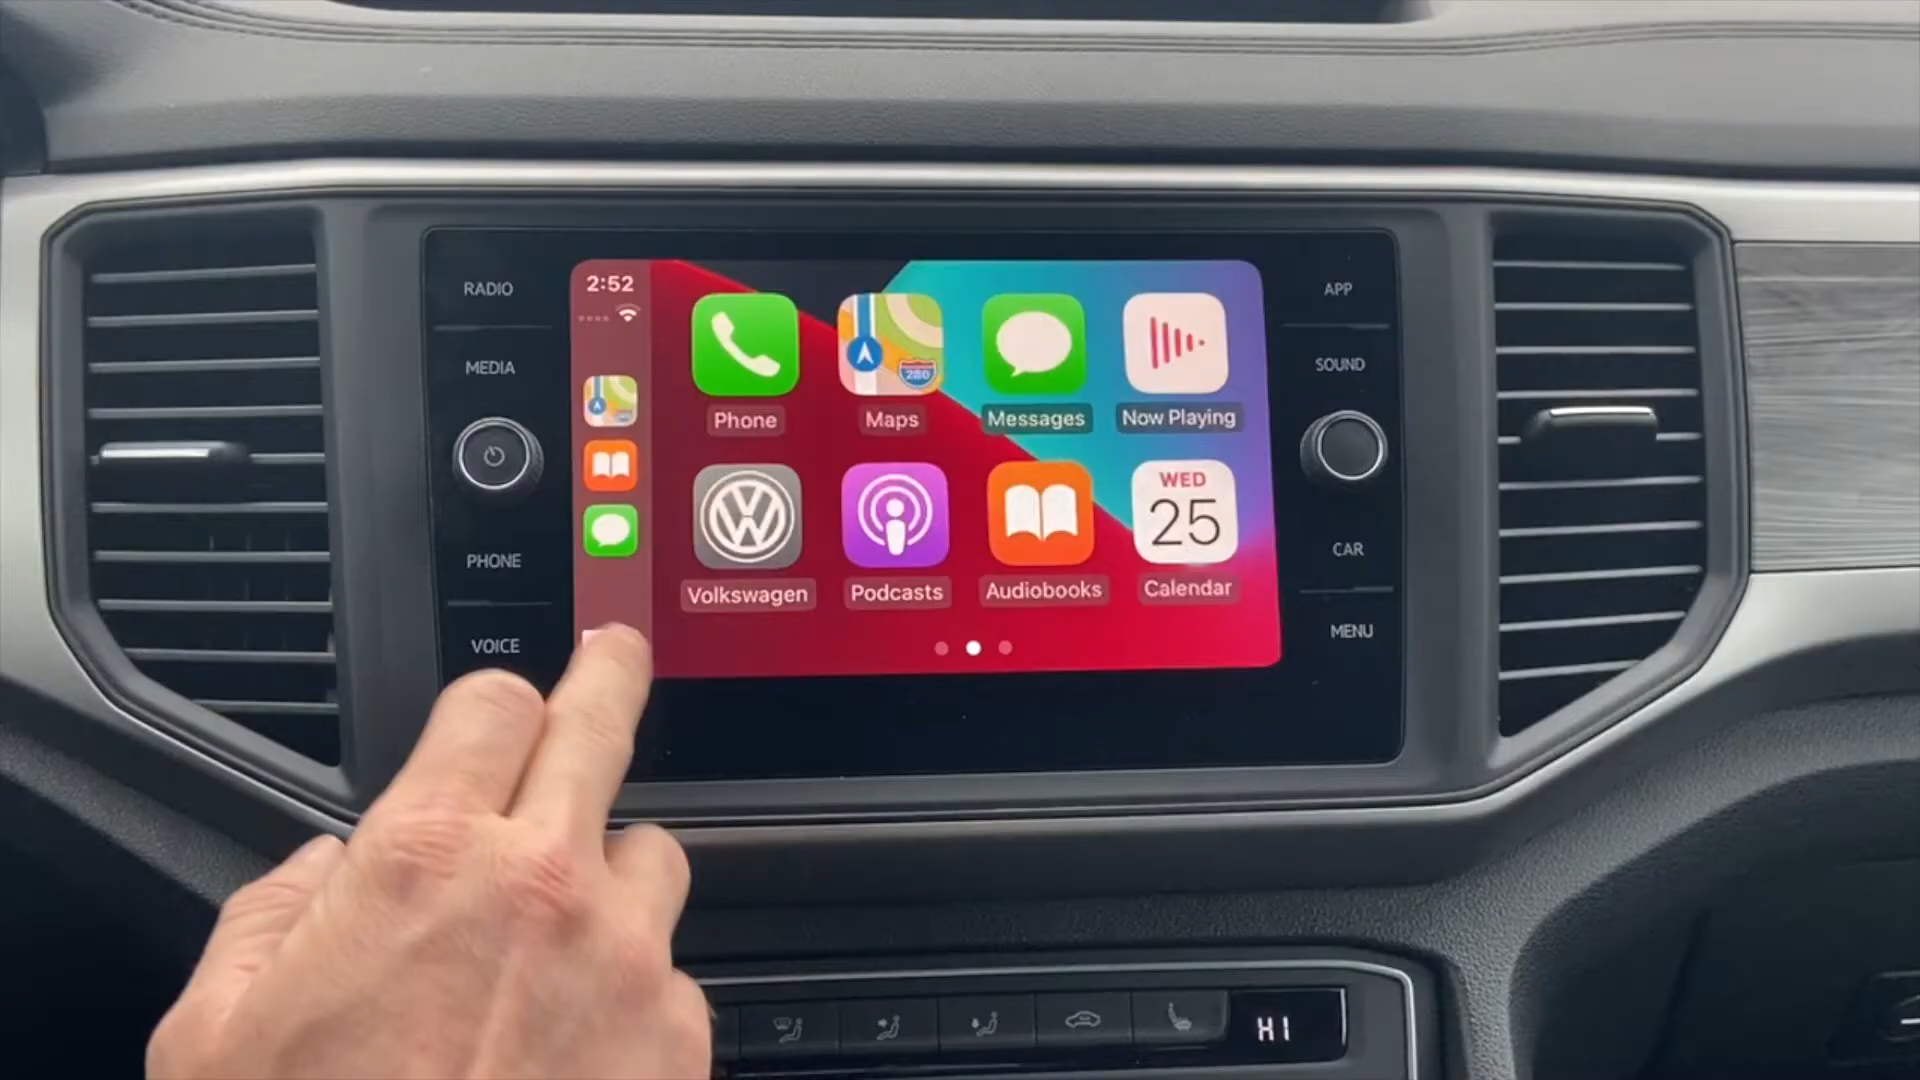 RADIO
MEDIA
PHONE
VOICE
2:52
280
Phone
Maps
Messages
Now Playing
WED
25
Volkswagen
Podcasts
Audiobooks
Calendar
APP
SOUND
CAR
MENU
HI